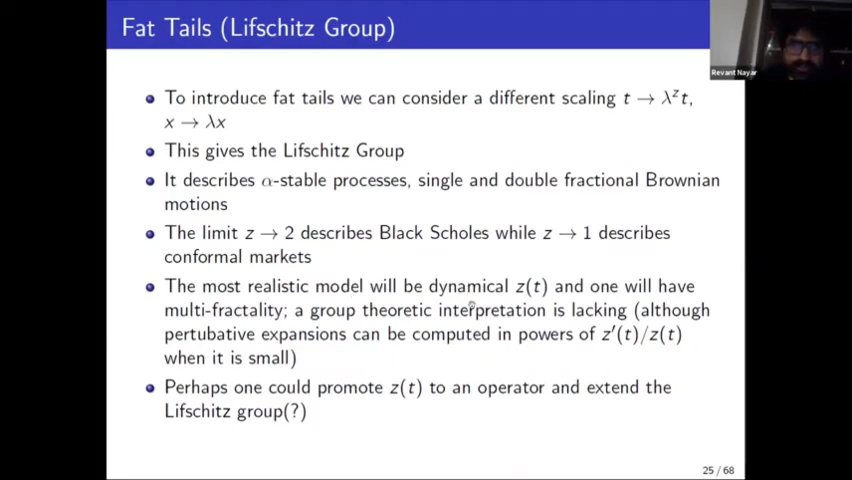 Fat Tails (Lifschitz Group)
Revant Nayar
To introduce fat tails we can consider a different scaling t → λᶻt,
x → λx
This gives the Lifschitz Group
It describes α-stable processes, single and double fractional Brownian
motions
The limit z → 2 describes Black Scholes while z → 1 describes
conformal markets
The most realistic model will be dynamical z(t) and one will have
multi-fractality; a group theoretic interpretation is lacking (although
pertubative expansions can be computed in powers of z′(t)/z(t)
when it is small)
Perhaps one could promote z(t) to an operator and extend the
Lifschitz group(?)
25 / 68